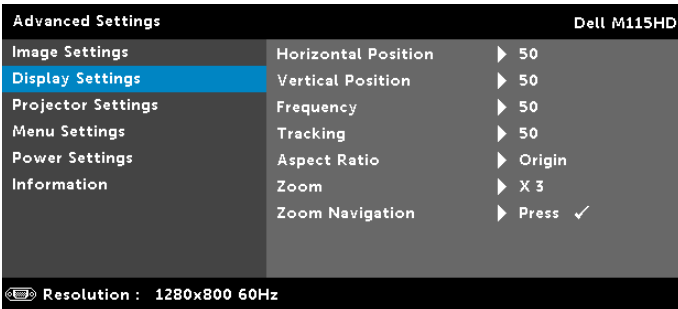 Advanced Settings Dell M115HD
Image Settings Horizontal Position 50
Display Settings Vertical Position 50
Projector Settings Frequency 50
Menu Settings Tracking 50
Power Settings Aspect Ratio Origin
Information Zoom X 3
Zoom Navigation Press ✓
Resolution : 1280x800 60Hz